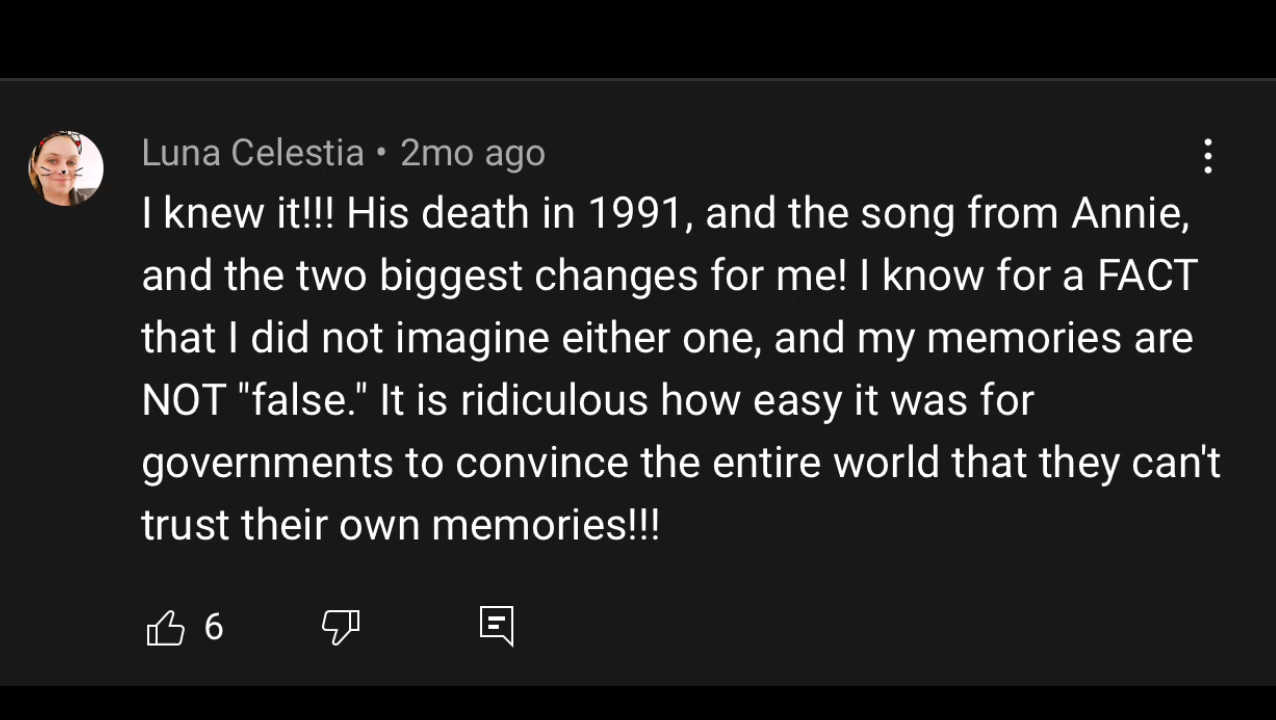 Luna Celestia • 2mo ago
I knew it!!! His death in 1991, and the song from Annie,
and the two biggest changes for me! I know for a FACT
that I did not imagine either one, and my memories are
NOT "false." It is ridiculous how easy it was for
governments to convince the entire world that they can't
trust their own memories!!!
6